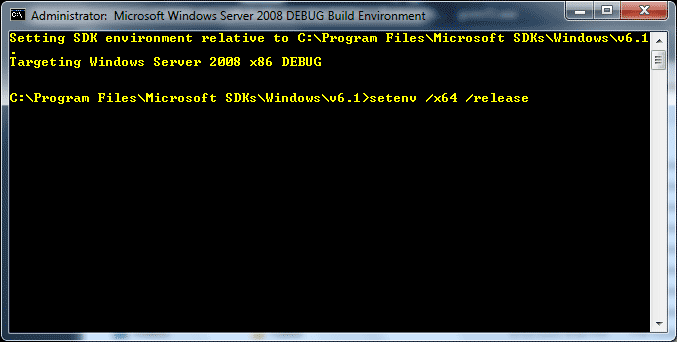 Administrator: Microsoft Windows Server 2008 DEBUG Build Environment
Setting SDK environment relative to C:\Program Files\Microsoft SDKs\Windows\v6.1
.
Targeting Windows Server 2008 x86 DEBUG
C:\Program Files\Microsoft SDKs\Windows\v6.1>setenv /x64 /release